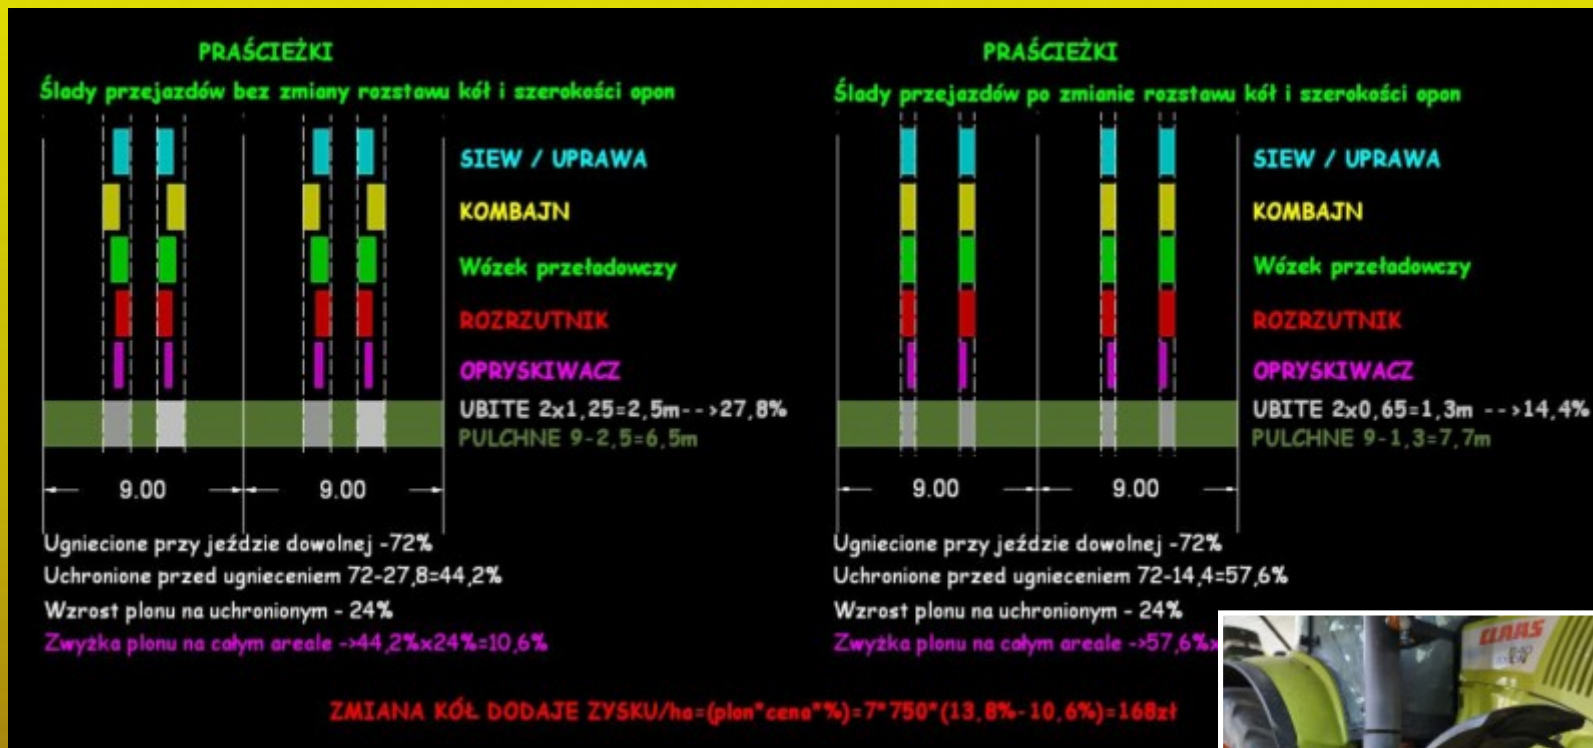 PRAŚCIEŻKI
Ślady przejazdów bez zmiany rozstawu kół i szerokości opon
SIEW / UPRAWA
KOMBAJN
Wózek przeładowczy
ROZRZUTNIK
OPRYSKIWACZ
UBITE 2x1,25=2,5m-->27,8%
PULCHNE 9-2,5=6,5m
9.00
9.00
Ugniecione przy jeździe dowolnej -72%
Uchronione przed ugnieceniem 72-27,8=44,2%
Wzrost plonu na uchronionym - 24%
Zwyżka plonu na całym areale ->44,2%x24%=10,6%
PRAŚCIEŻKI
Ślady przejazdów po zmianie rozstawu kół i szerokości opon
SIEW / UPRAWA
KOMBAJN
Wózek przeładowczy
ROZRZUTNIK
OPRYSKIWACZ
UBITE 2x0,65=1,3m -->14,4%
PULCHNE 9-1,3=7,7m
9.00
9.00
Ugniecione przy jeździe dowolnej -72%
Uchronione przed ugnieceniem 72-14,4=57,6%
Wzrost plonu na uchronionym - 24%
Zwyżka plonu na całym areale ->57,6%x
ZMIANA KÓŁ DODAJE ZYSKU/ha=(plon*cena*%)=7*750*(13,8%-10,6%)=168zł
CLAAS